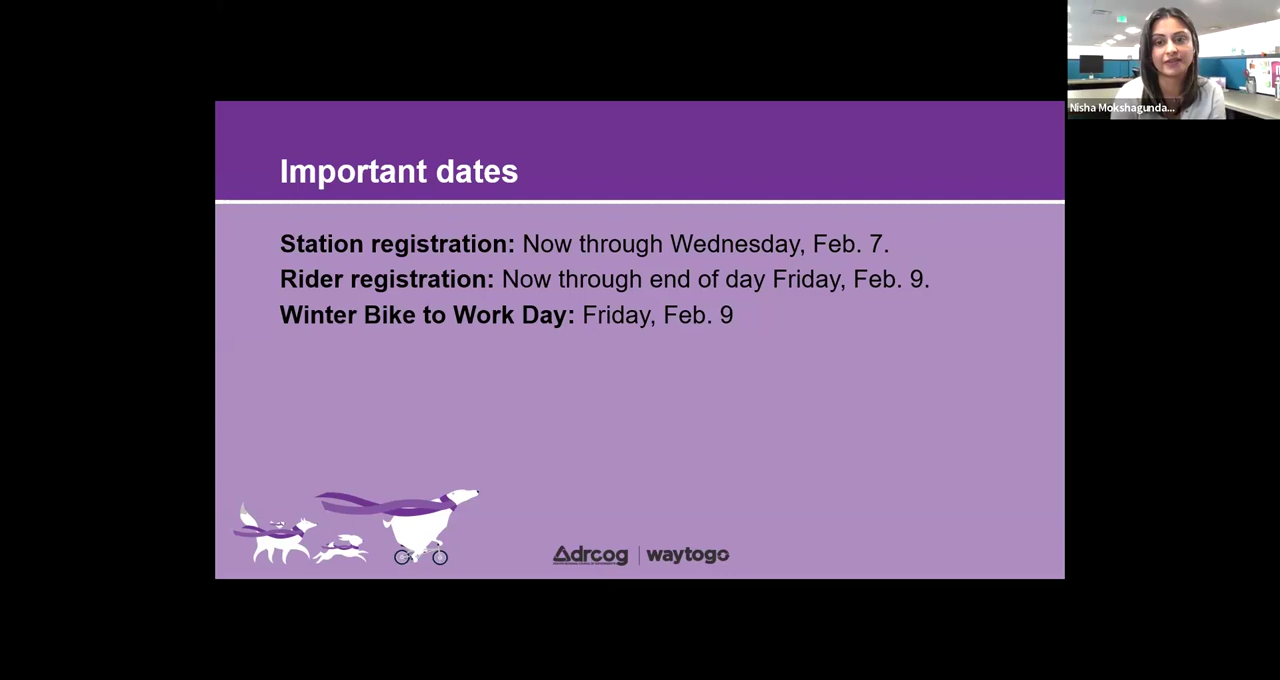 Nisha Mokshagunda...
Important dates
Station registration: Now through Wednesday, Feb. 7.
Rider registration: Now through end of day Friday, Feb. 9.
Winter Bike to Work Day: Friday, Feb. 9
drcog | waytogo